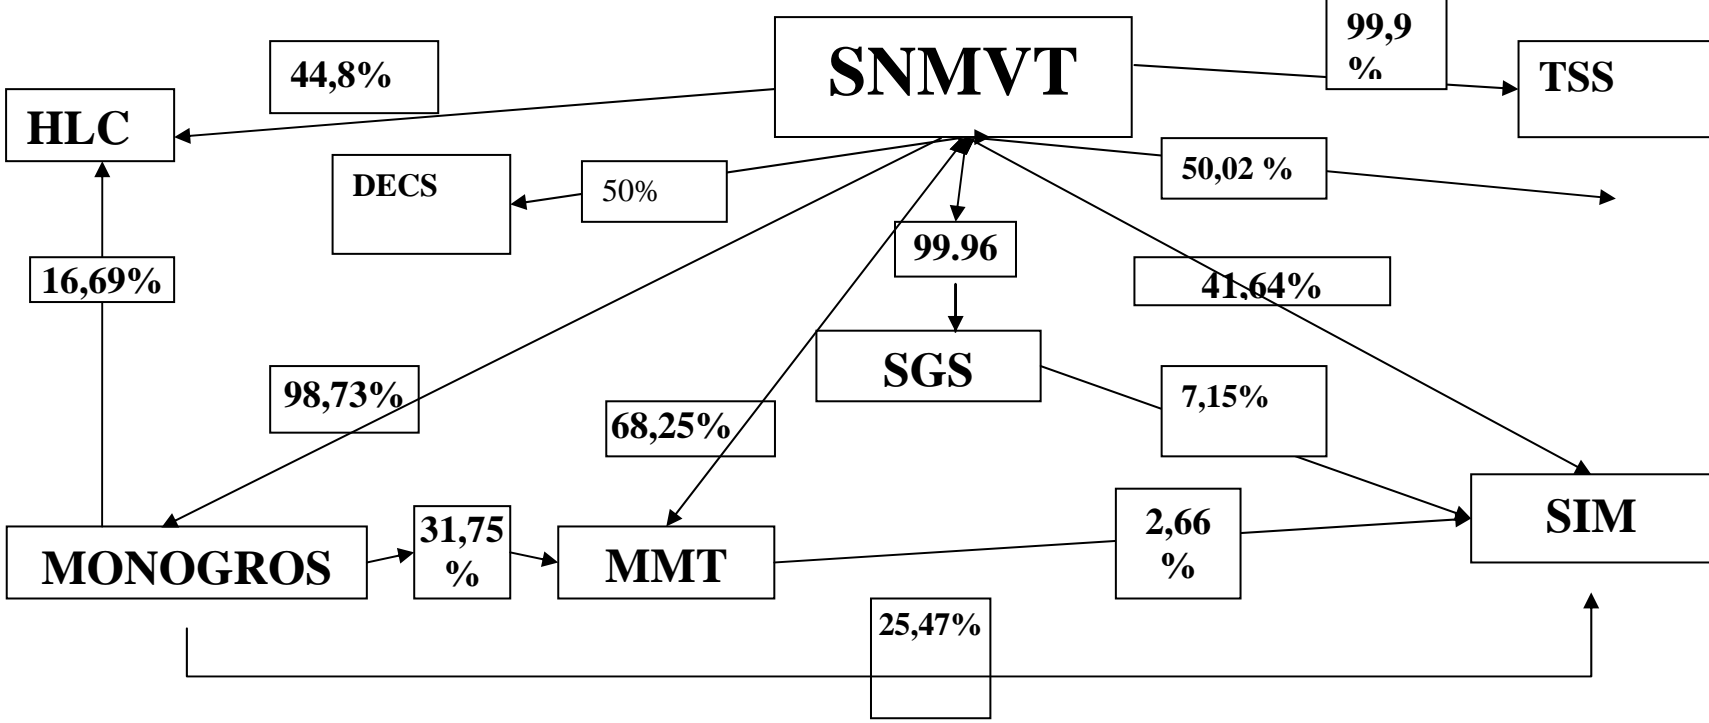 99,9
%
SNMVT
44,8%
TSS
HLC
50,02 %
DECS
50%
99.96
16,69%
41,64%
SGS
98,73%
7,15%
68,25%
31,75
%
2,66
%
SIM
MONOGROS
MMT
25,47%